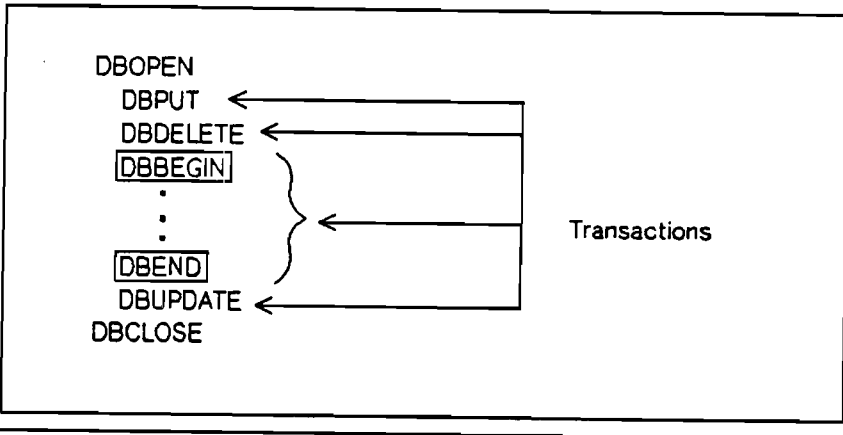 DBOPEN
DBPUT
DBDELETE
DBBEGIN
.
.
.
Transactions
DBEND
DBUPDATE
DBCLOSE